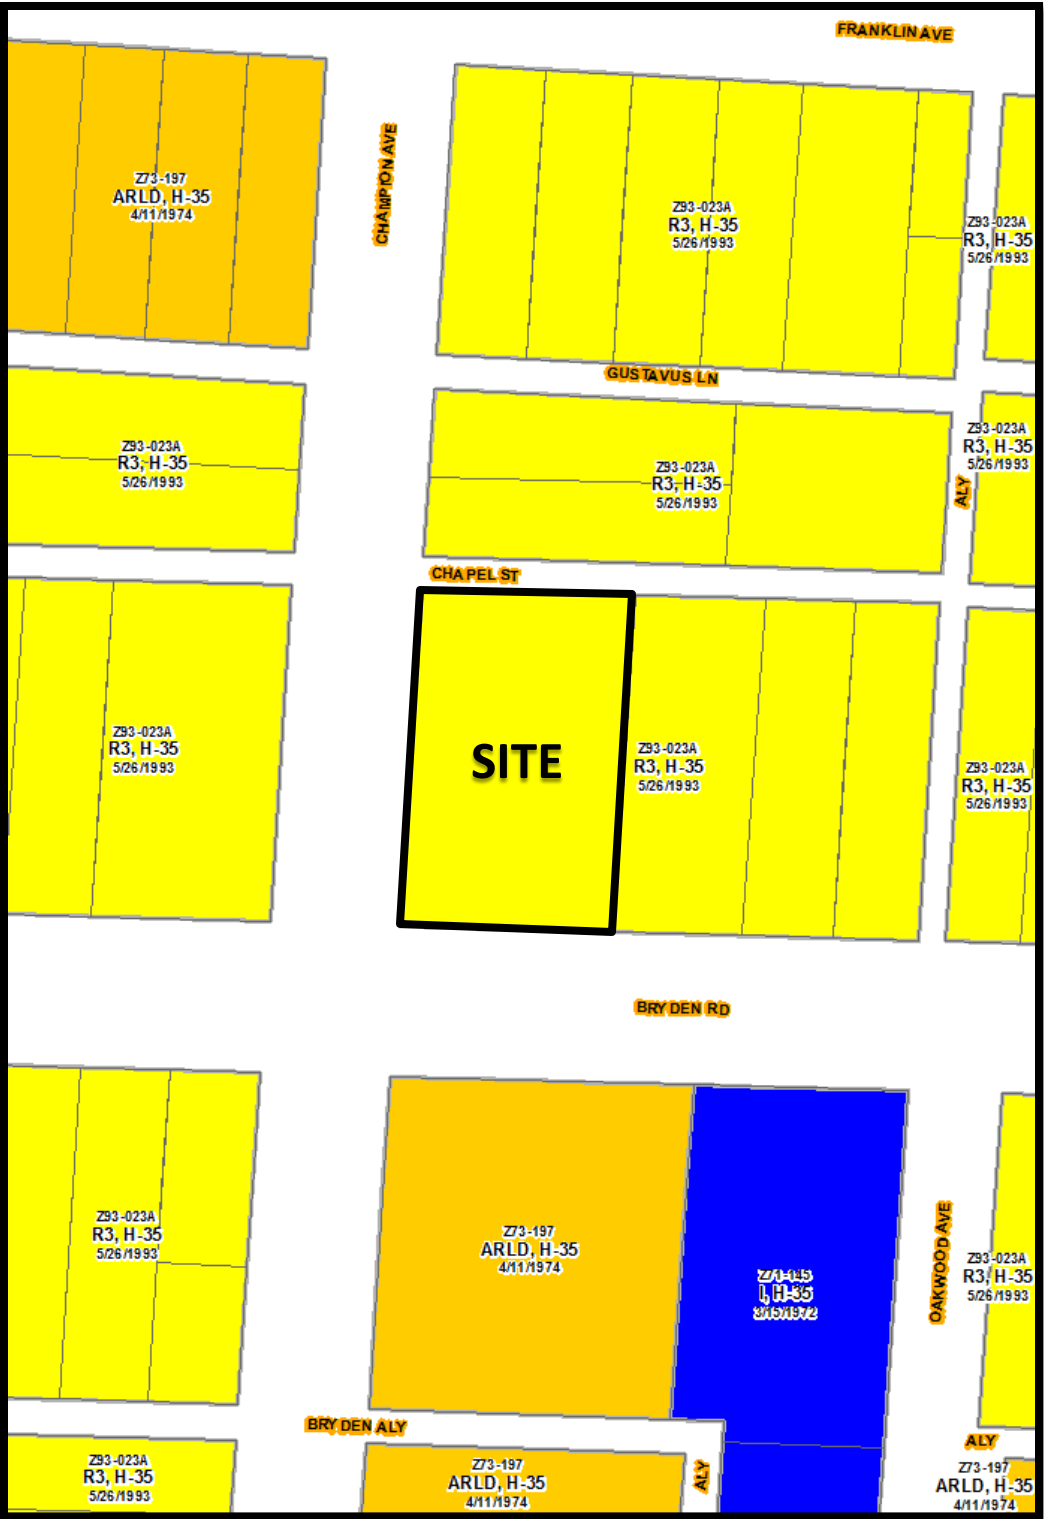 FRANKLIN AVE
CHAMPION AVE
Z73-197
ARLD, H-35
4/11/1974
Z93-023A
R3, H-35
5/26/1993
Z93-023A
R3, H-35
5/26/1993
GUSTAVUS LN
Z93-023A
R3, H-35
5/26/1993
Z93-023A
R3, H-35
5/26/1993
Z93-023A
R3, H-35
5/26/1993
ALY
CHAPEL ST
Z93-023A
R3, H-35
5/26/1993
SITE
Z93-023A
R3, H-35
5/26/1993
Z93-023A
R3, H-35
5/26/1993
BRYDEN RD
Z93-023A
R3, H-35
5/26/1993
Z73-197
ARLD, H-35
4/11/1974
Z71-145
I, H-35
3/15/1972
OAKWOOD AVE
Z93-023A
R3, H-35
5/26/1993
BRYDEN ALY
ALY
Z93-023A
R3, H-35
5/26/1993
Z73-197
ARLD, H-35
4/11/1974
ALY
Z73-197
ARLD, H-35
4/11/1974